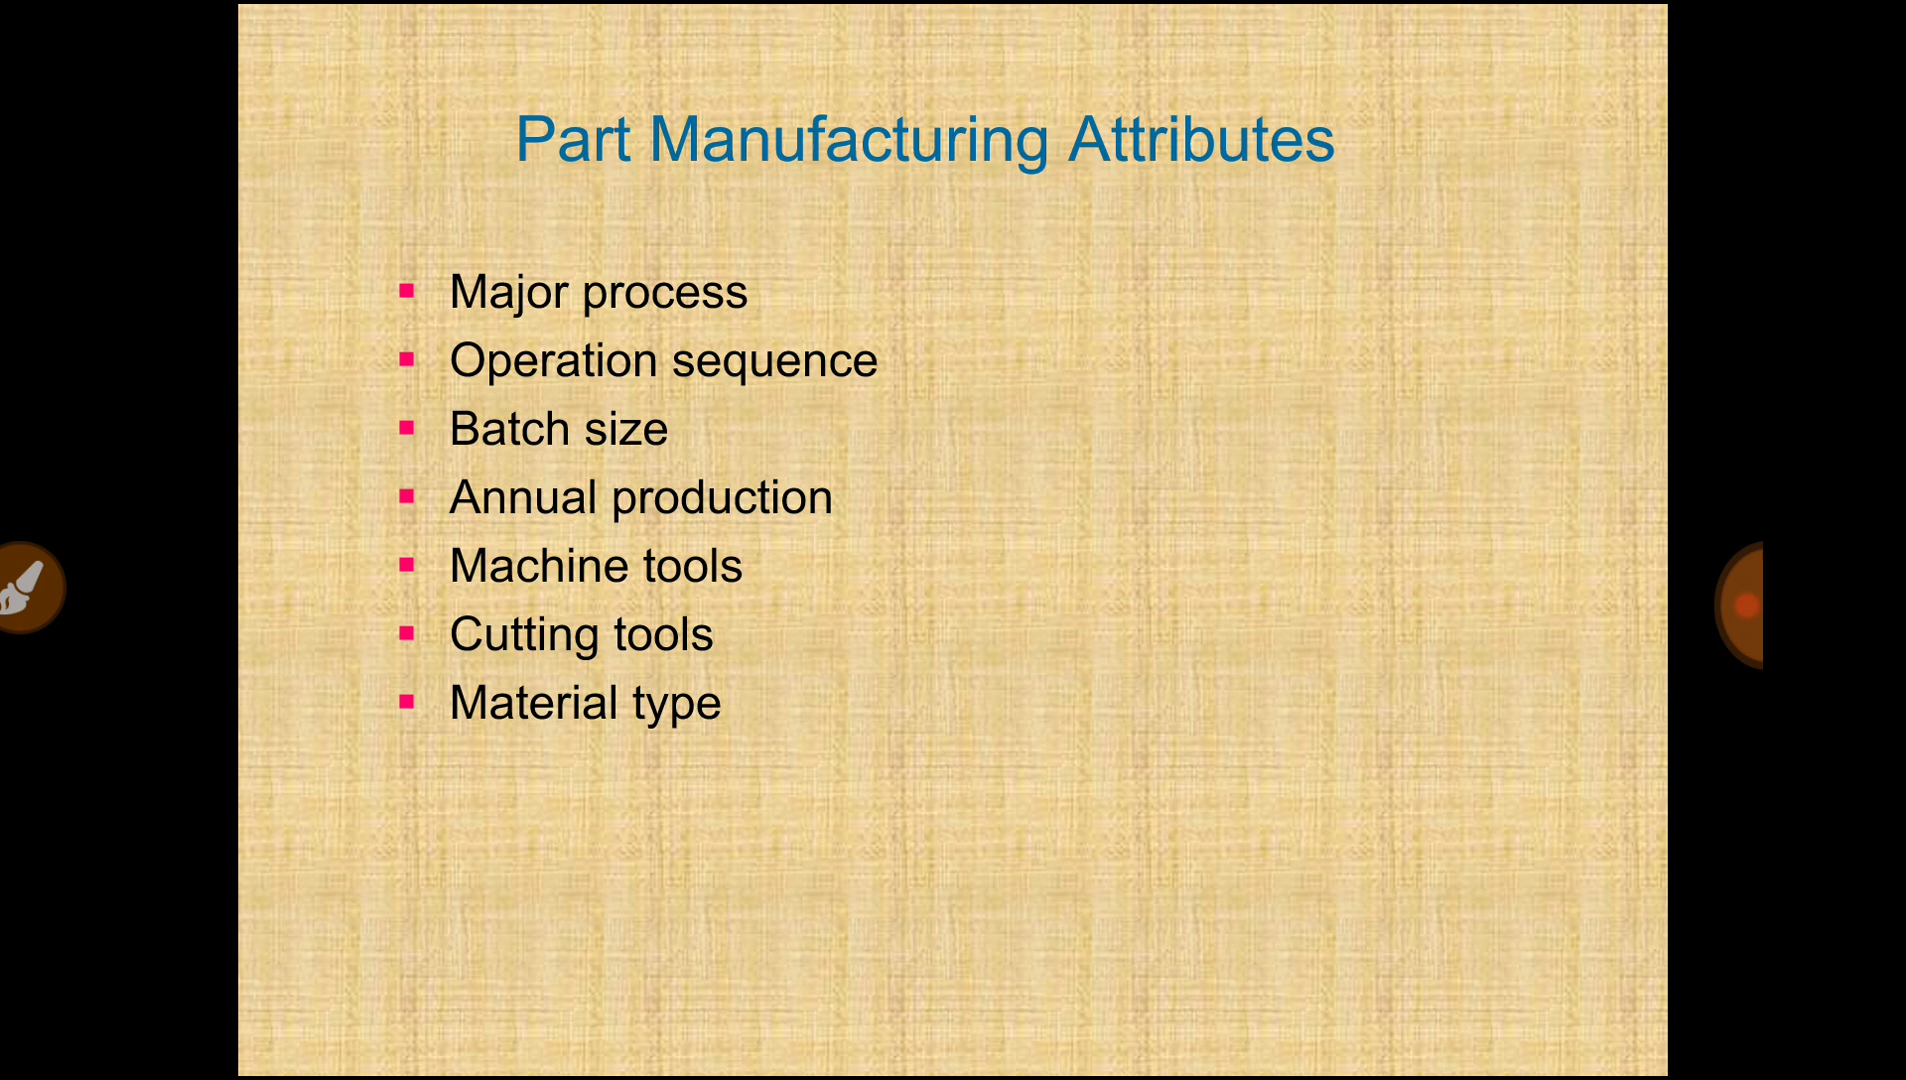 Part Manufacturing Attributes
Major process
Operation sequence
Batch size
Annual production
Machine tools
Cutting tools
Material type